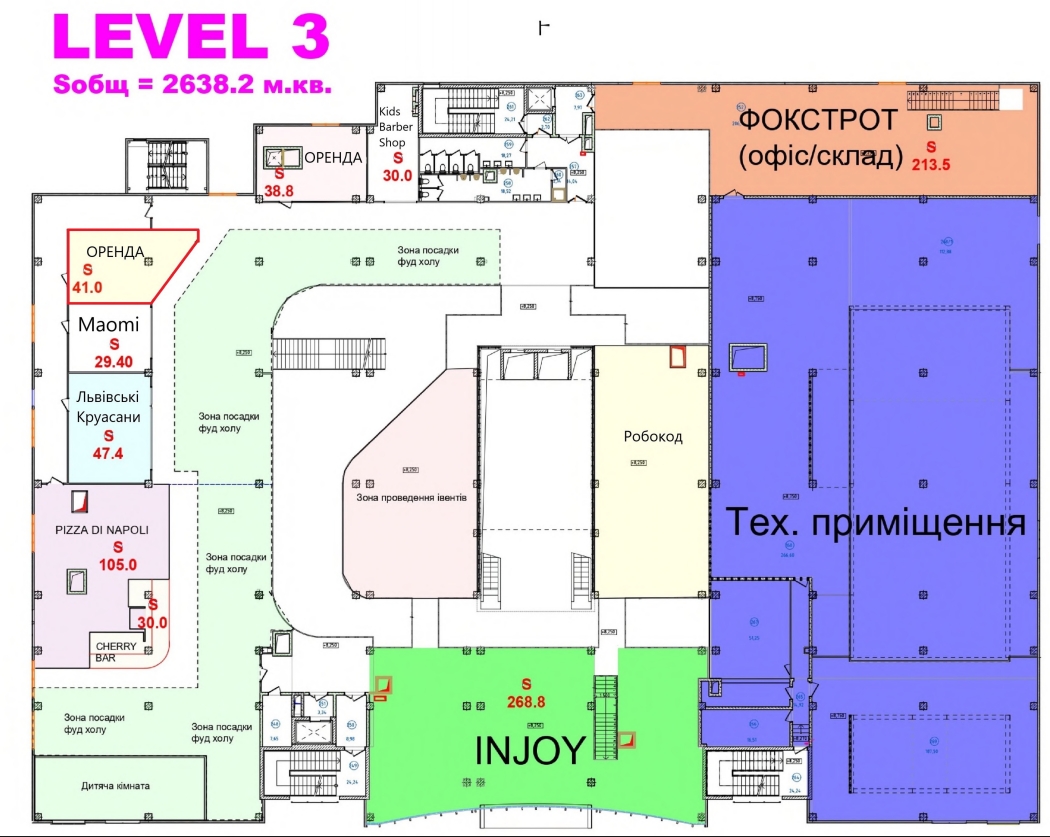 LEVEL 3
Sобщ = 2638.2 м.кв.
Kids
Barber
Shop
S
30.0
ОРЕНДА
S
38.8
ФОКСТРОТ
(офіс/склад)
S
213.5
ОРЕНДА
S
41.0
Зона посадки
фуд холу
Maomi
S
29.40
Львівські
Круасани
S
47.4
Зона посадки
фуд холу
Робокод
Зона проведення івентів
PIZZA DI NAPOLI
S
105.0
Тех. приміщення
Зона посадки
фуд холу
S
30.0
CHERRY
BAR
S
268.8
INJOY
Зона посадки
фуд холу
Зона посадки
фуд холу
Дитяча кімната